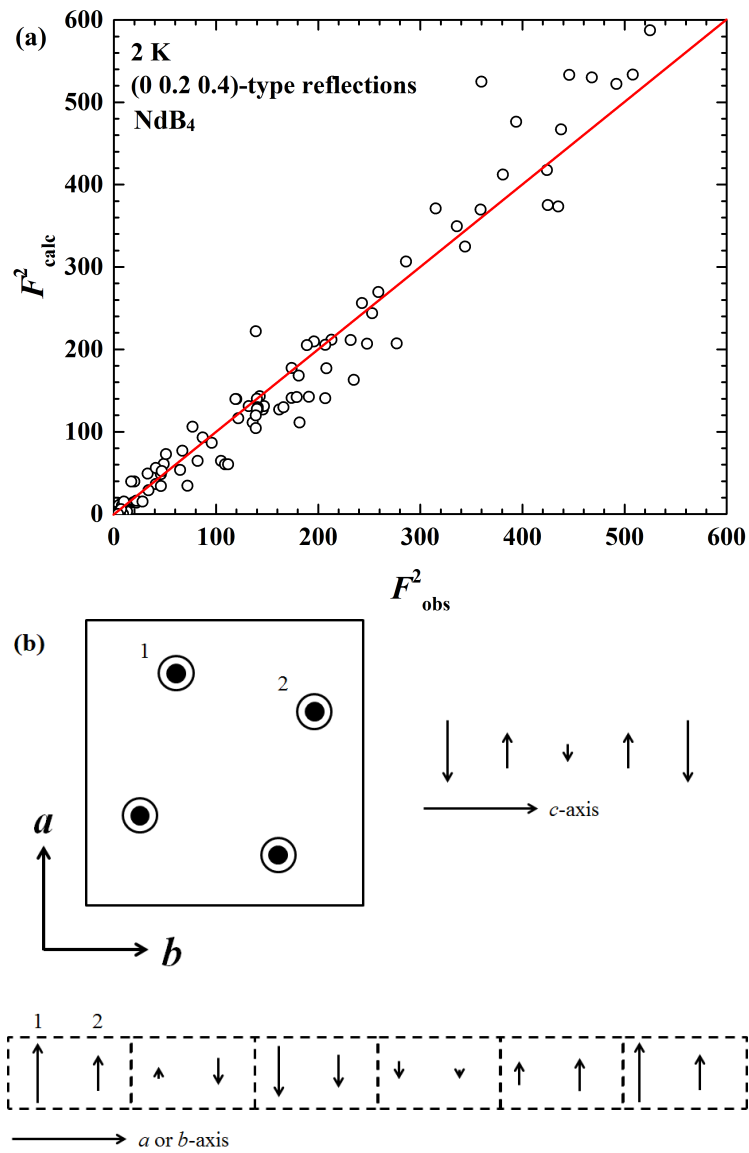 (a)
2 K
(0 0.2 0.4)-type reflections
NdB₄
F²calc
600
500
400
300
200
100
0
0 100 200 300 400 500 600
F²obs
(b)
1
2
a
b
c-axis
1 2
a or b-axis